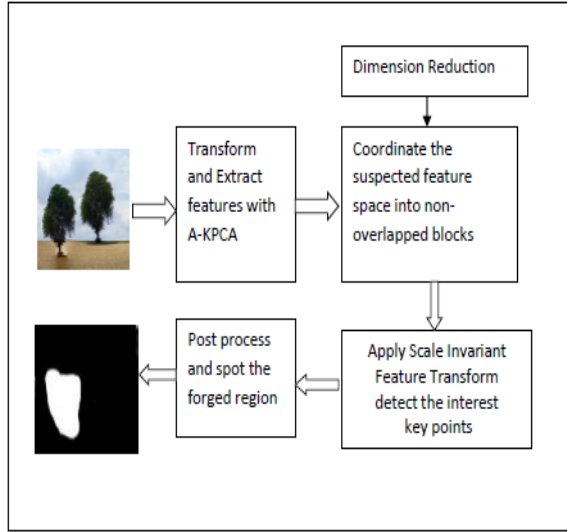 Dimension Reduction
Transform
and Extract
features with
A-KPCA
Coordinate the
suspected feature
space into non-
overlapped blocks
Apply Scale Invariant
Feature Transform
detect the interest
key points
Post process
and spot the
forged region